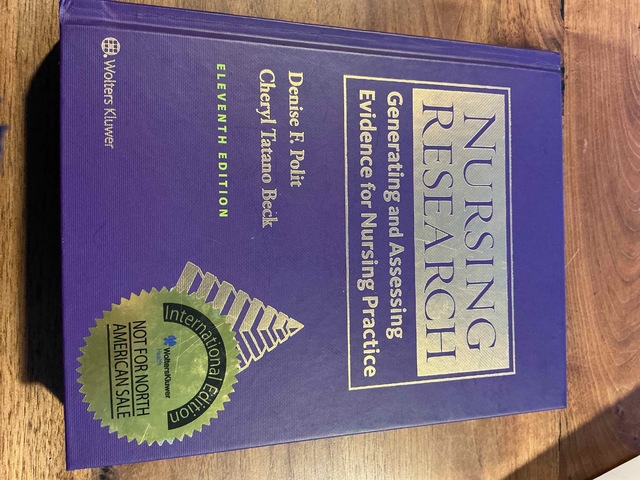 NURSING
RESEARCH
Generating and Assessing
Evidence for Nursing Practice
Denise F. Polit
Cheryl Tatano Beck
ELEVENTH EDITION
Wolters Kluwer
International Edition
Wolters Kluwer
Health
NOT FOR NORTH
AMERICAN SALE